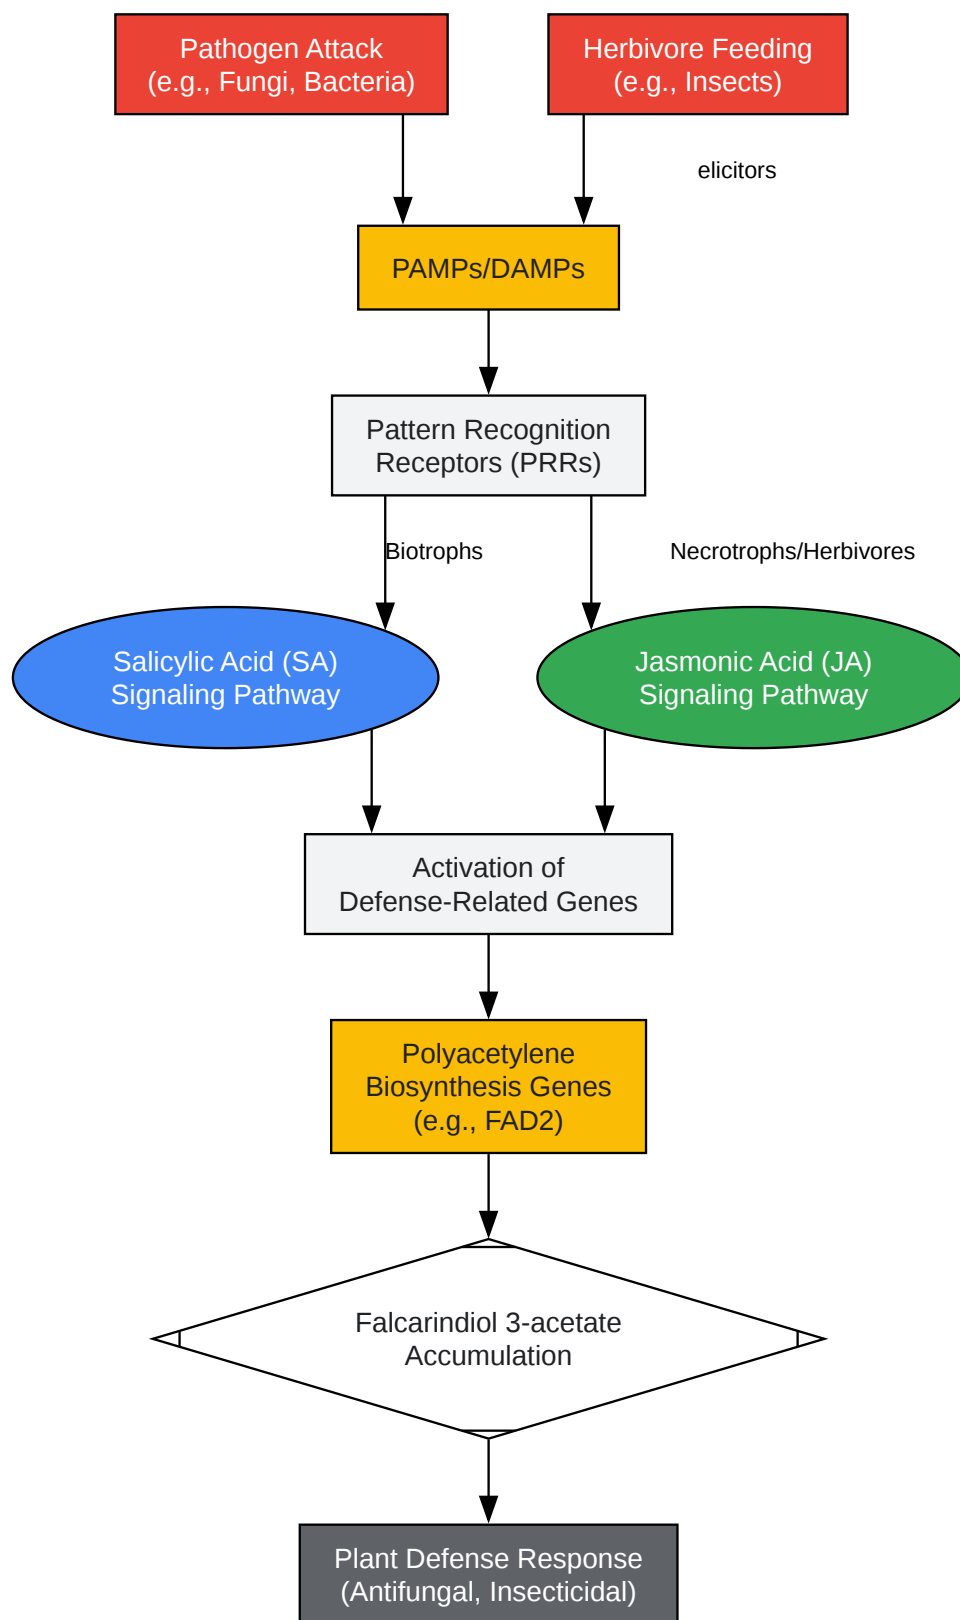 Pathogen Attack
(e.g., Fungi, Bacteria)
Herbivore Feeding
(e.g., Insects)
elicitors
PAMPs/DAMPs
Pattern Recognition
Receptors (PRRs)
Biotrophs
Necrotrophs/Herbivores
Salicylic Acid (SA)
Signaling Pathway
Jasmonic Acid (JA)
Signaling Pathway
Activation of
Defense-Related Genes
Polyacetylene
Biosynthesis Genes
(e.g., FAD2)
Falcarindiol 3-acetate
Accumulation
Plant Defense Response
(Antifungal, Insecticidal)